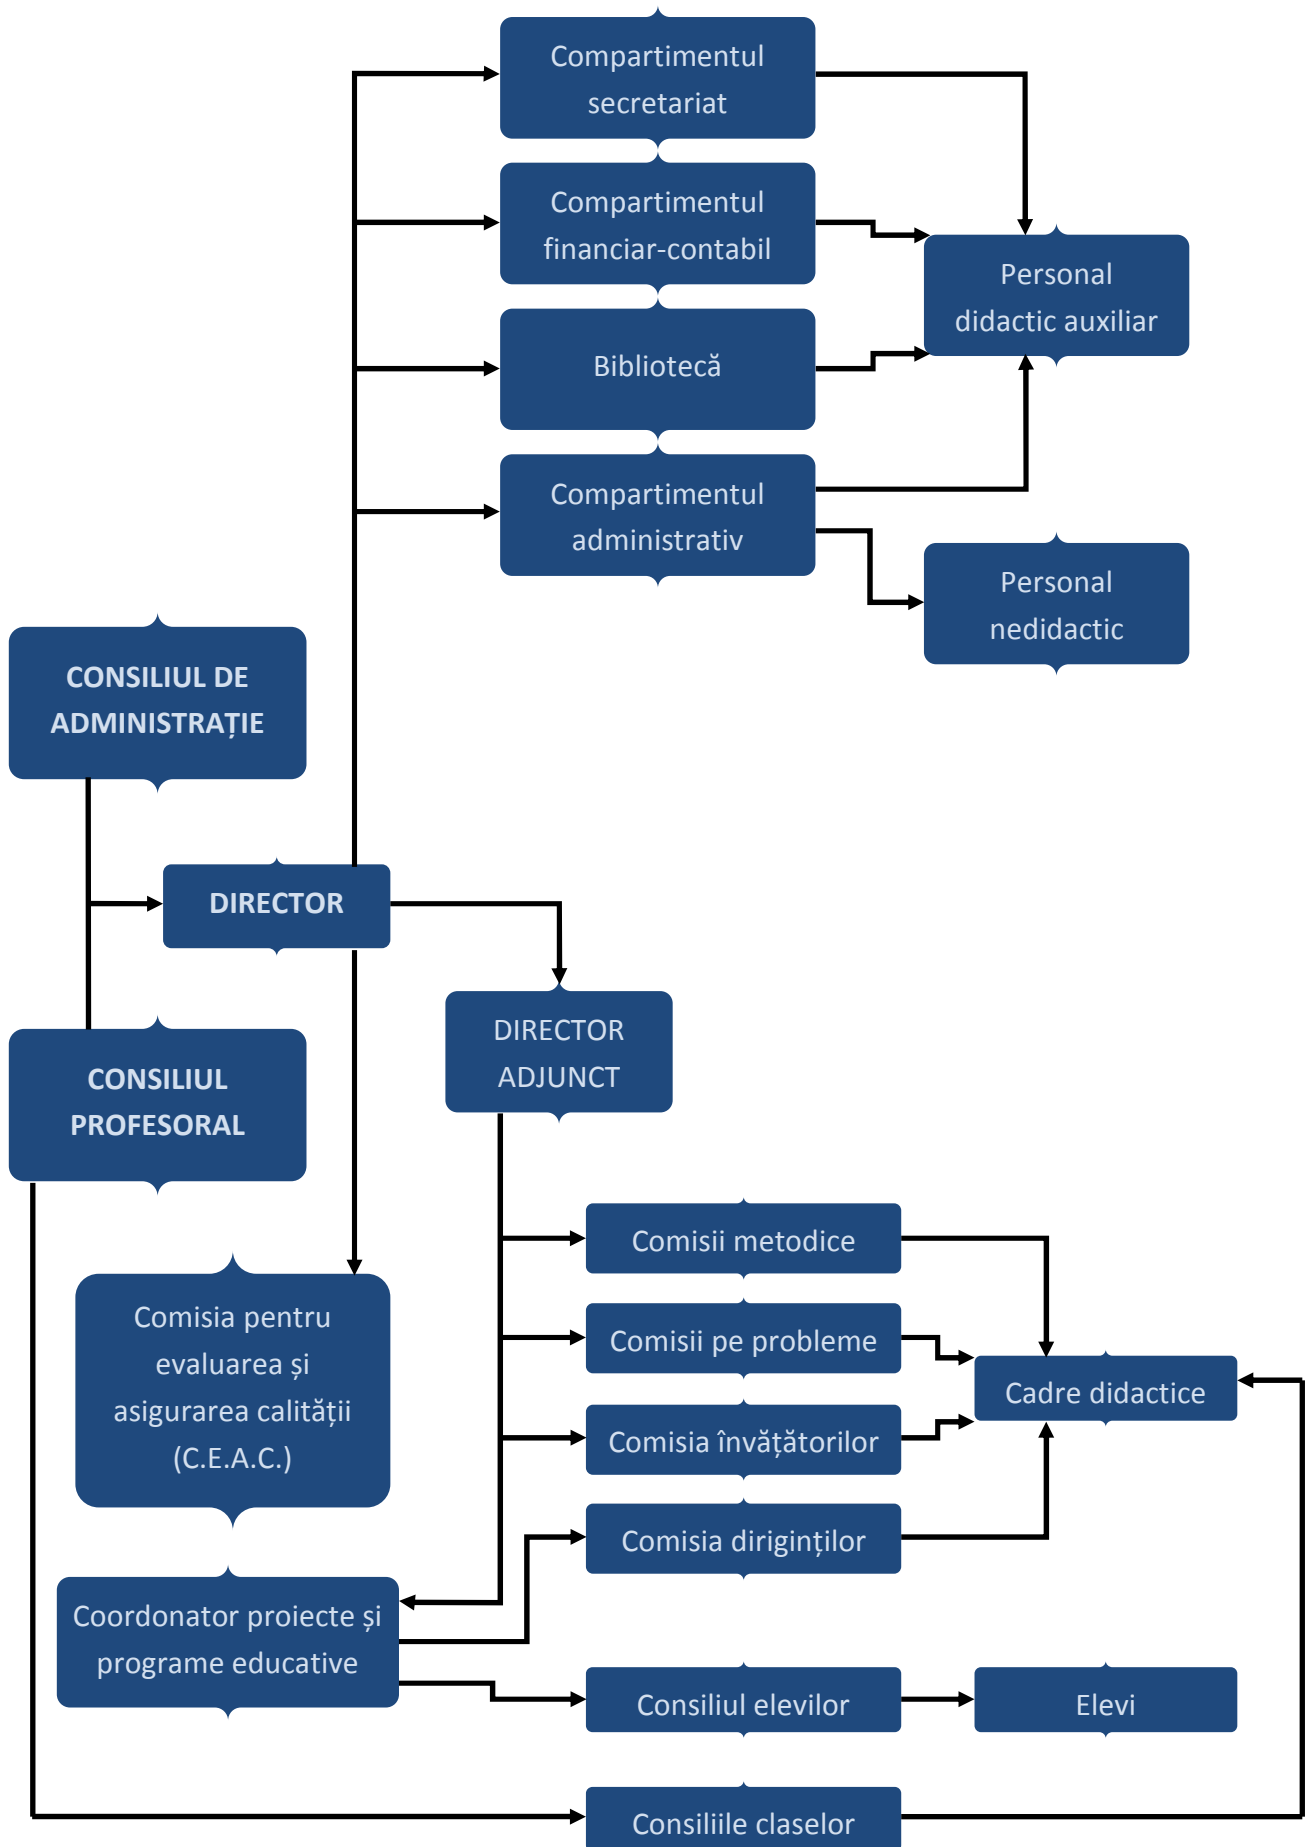 Compartimentul
secretariat
Compartimentul
financiar-contabil
Personal
didactic auxiliar
Bibliotecă
Compartimentul
administrativ
Personal
nedidactic
CONSILIUL DE
ADMINISTRAȚIE
DIRECTOR
DIRECTOR
ADJUNCT
CONSILIUL
PROFESORAL
Comisii metodice
Comisia pentru
evaluarea și
asigurarea calității
(C.E.A.C.)
Comisii pe probleme
Cadre didactice
Comisia învățătorilor
Comisia diriginților
Coordonator proiecte și
programe educative
Consiliul elevilor
Elevi
Consiliile claselor